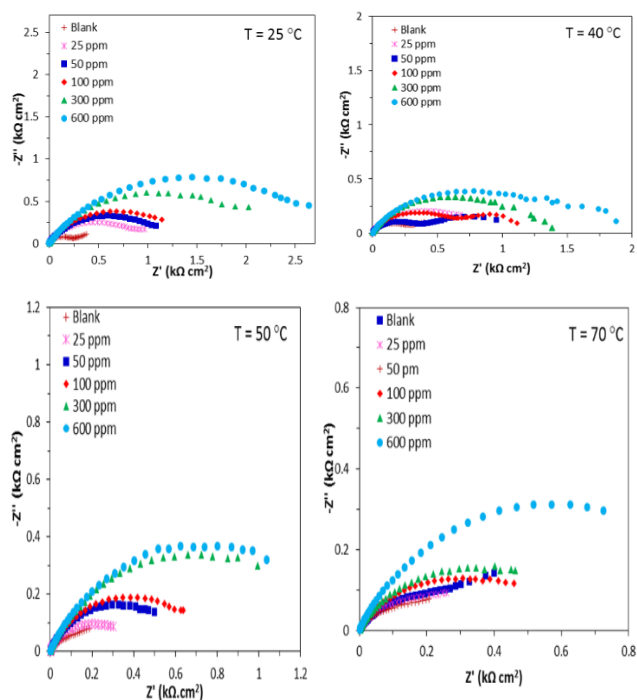 T = 25 °C
Blank
25 ppm
50 ppm
100 ppm
300 ppm
600 ppm
-Z'' (kΩ cm²)
2.5
2
1.5
1
0.5
0
0 0.5 1 1.5 2 2.5
Z' (kΩ cm²)
T = 40 °C
Blank
25 ppm
50 ppm
100 ppm
300 ppm
600 ppm
-Z'' (kΩ cm²)
2
1.6
1.2
0.8
0.4
0
0 0.5 1 1.5 2 2.5
Z' (kΩ cm²)
T = 50 °C
Blank
25 ppm
50 ppm
100 ppm
300 ppm
600 ppm
-Z'' (kΩ cm²)
1.2
1
0.8
0.6
0.4
0.2
0
0 0.2 0.4 0.6 0.8 1 1.2
Z' (kΩ.cm²)
T = 70 °C
Blank
25 ppm
50 pm
100 ppm
300 ppm
600 ppm
-Z'' (kΩ cm²)
0.8
0.6
0.4
0.2
0
0 0.2 0.4 0.6 0.8
Z' (kΩ cm²)